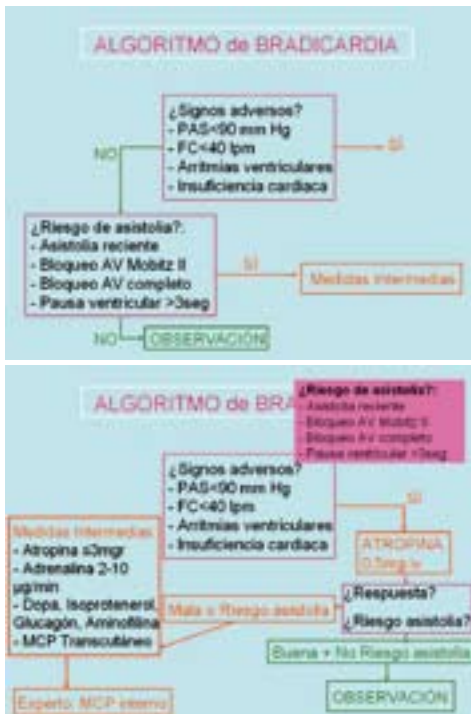 ALGORITMO de BRADICARDIA
¿Signos adversos?
- PAS<90 mm Hg
- FC<40 lpm
- Arritmias ventriculares
- Insuficiencia cardiaca
NO
SÍ
¿Riesgo de asistolia?:
- Asistolia reciente
- Bloqueo AV Mobitz II
- Bloqueo AV completo
- Pausa ventricular >3seg
SÍ
Medidas Intermedias
NO
OBSERVACIÓN
ALGORITMO de BRA
¿Riesgo de asistolia?:
- Asistolia reciente
- Bloqueo AV Mobitz II
- Bloqueo AV completo
- Pausa ventricular >3seg
¿Signos adversos?
- PAS<90 mm Hg
- FC<40 lpm
- Arritmias ventriculares
- Insuficiencia cardiaca
SÍ
ATROPINA
0.5mg iv
Medidas Intermedias
- Atropina ≤3mgr
- Adrenalina 2-10
µg/min
- Dopa, Isoproterenol,
Glucagón, Aminofilina
- MCP Transcutáneo
Mala o Riesgo asistolia
¿Respuesta?
¿Riesgo asistolia?
Buena + No Riesgo asistolia
Experto: MCP interno
OBSERVACIÓN